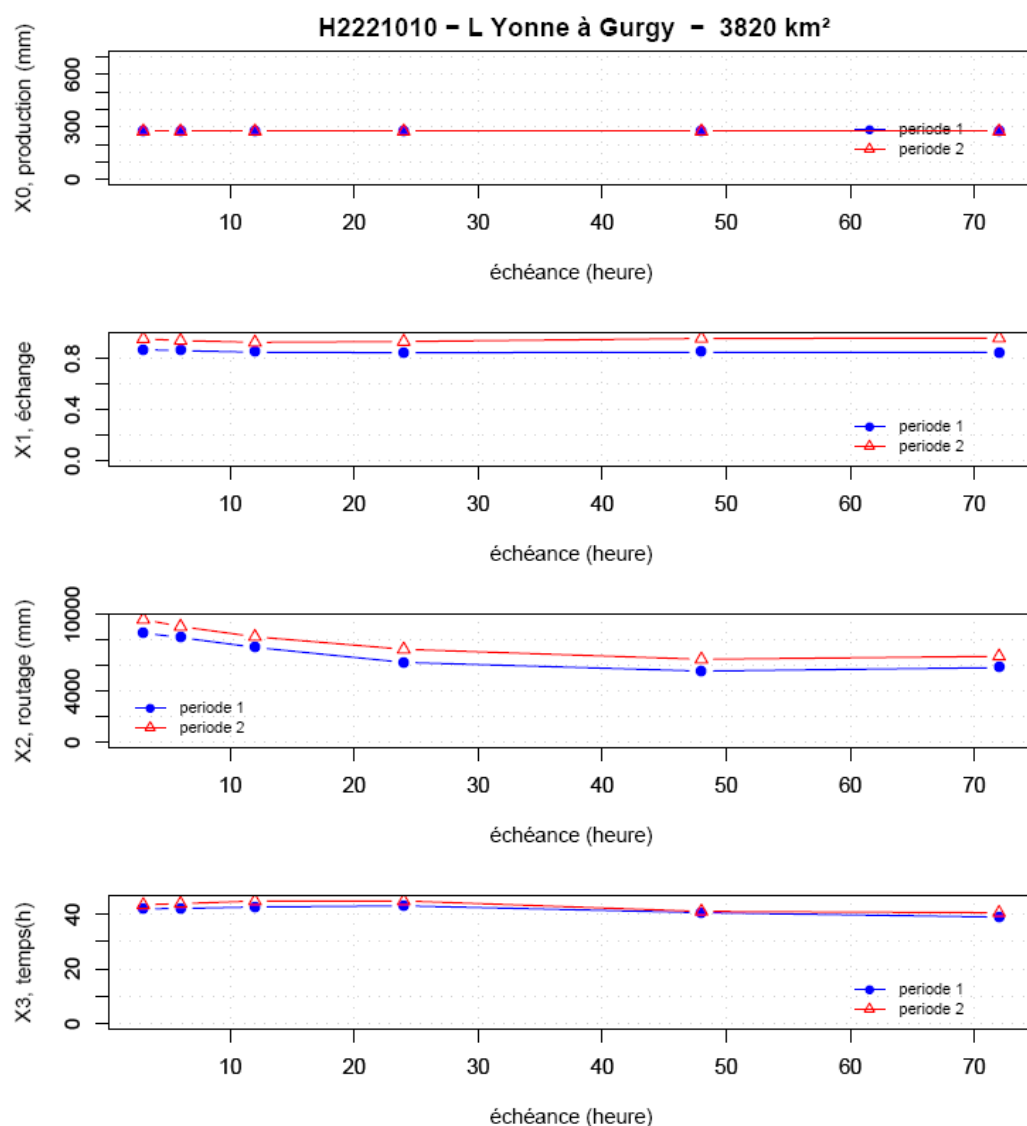 H2221010 − L Yonne à Gurgy − 3820 km²
X0, production (mm)
600
300
0
periode 1
periode 2
10 20 30 40 50 60 70
échéance (heure)
X1, échange
0.8
0.4
0.0
periode 1
periode 2
10 20 30 40 50 60 70
échéance (heure)
X2, routage (mm)
10000
4000
0
periode 1
periode 2
10 20 30 40 50 60 70
échéance (heure)
X3, temps(h)
40
20
0
periode 1
periode 2
10 20 30 40 50 60 70
échéance (heure)